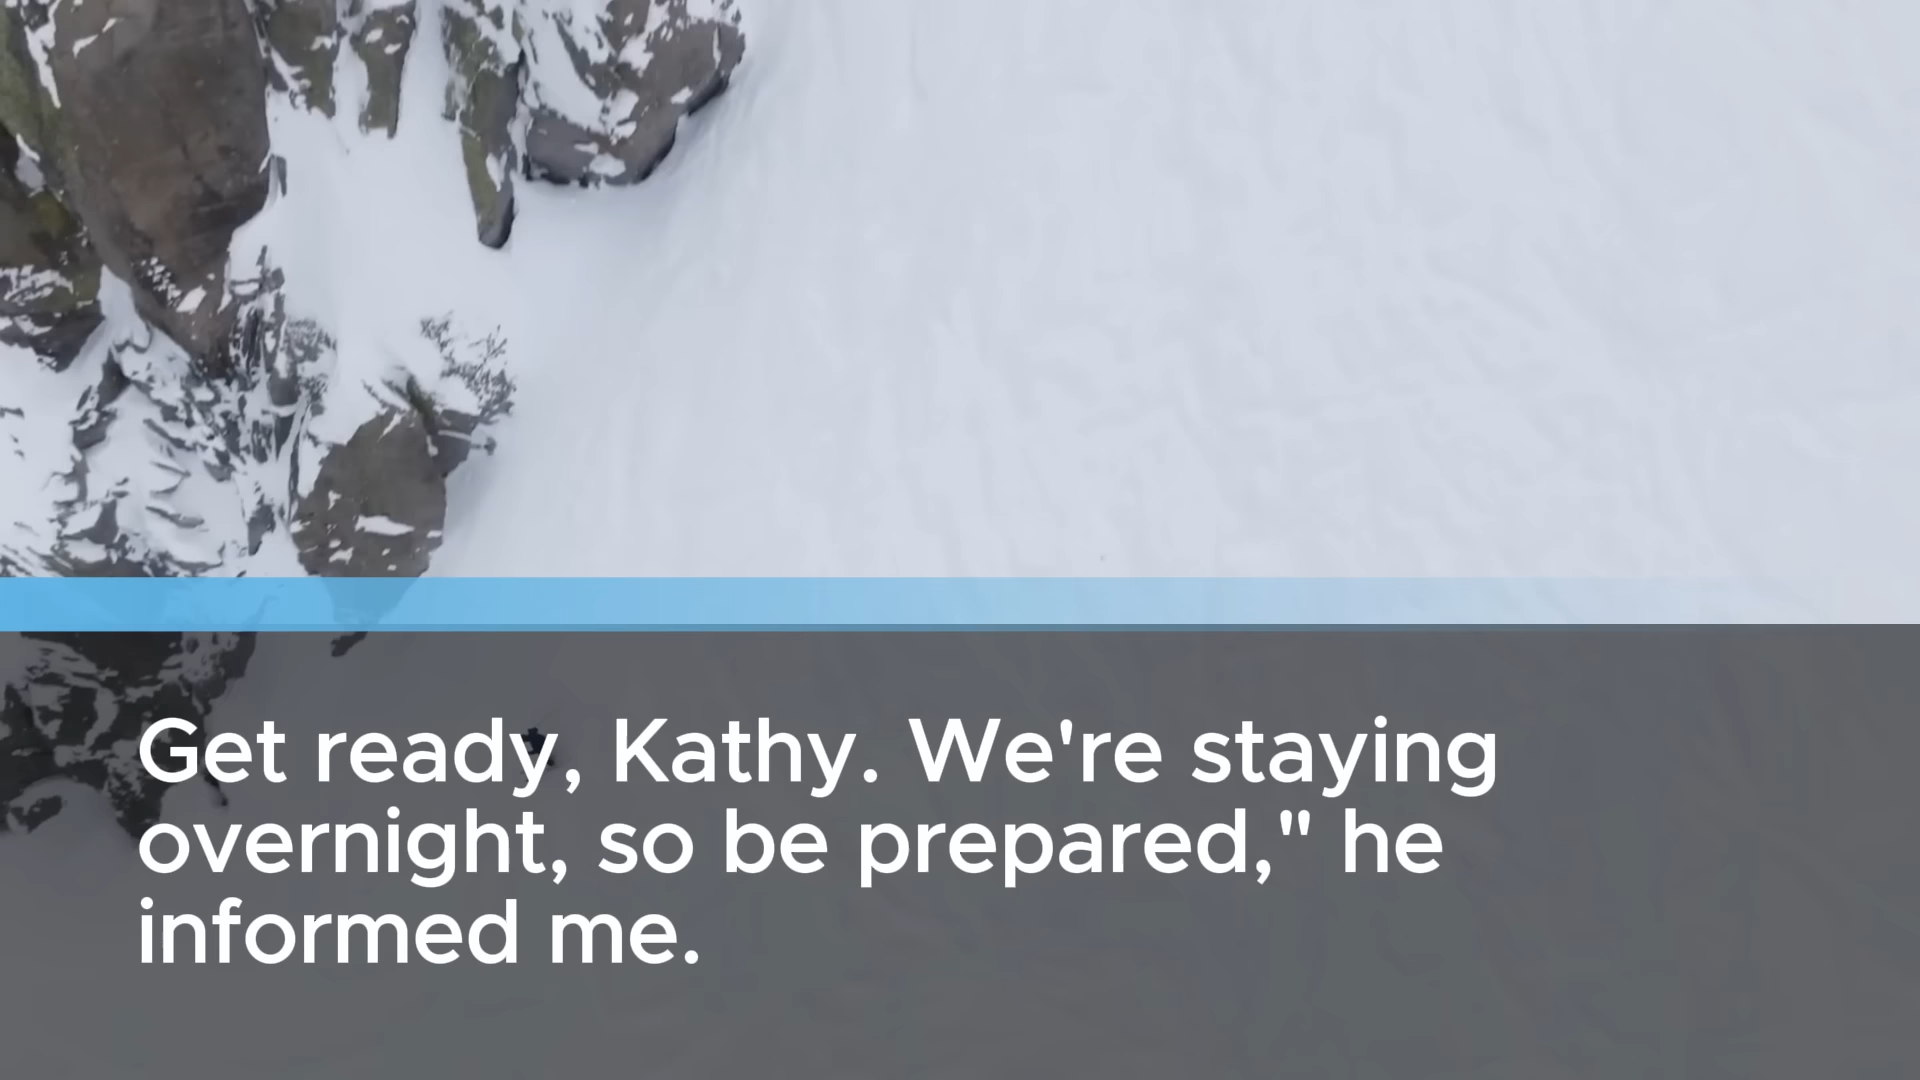 Get ready, Kathy. We're staying
overnight, so be prepared," he
informed me.